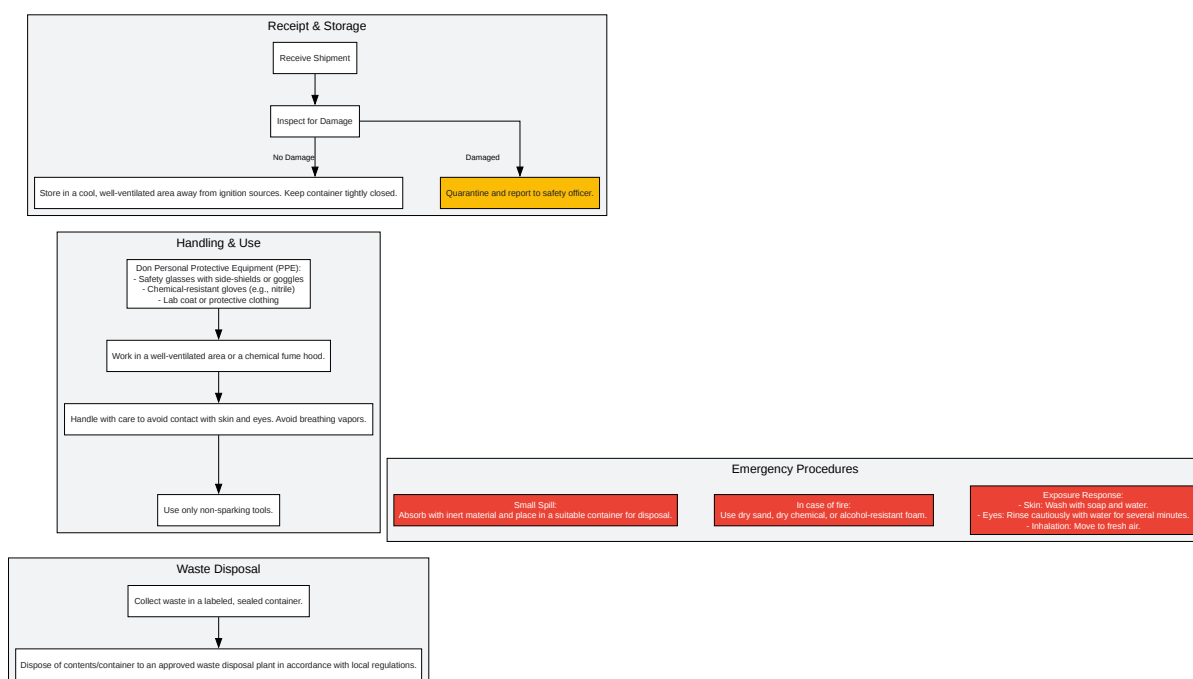 Receipt & Storage
Receive Shipment
Inspect for Damage
No Damage
Damaged
Store in a cool, well-ventilated area away from ignition sources. Keep container tightly closed.
Quarantine and report to safety officer.
Handling & Use
Don Personal Protective Equipment (PPE):
- Safety glasses with side-shields or goggles
- Chemical-resistant gloves (e.g., nitrile)
- Lab coat or protective clothing
Work in a well-ventilated area or a chemical fume hood.
Handle with care to avoid contact with skin and eyes. Avoid breathing vapors.
Use only non-sparking tools.
Emergency Procedures
Small Spill:
Absorb with inert material and place in a suitable container for disposal.
In case of fire:
Use dry sand, dry chemical, or alcohol-resistant foam.
Exposure Response:
- Skin: Wash with soap and water.
- Eyes: Rinse cautiously with water for several minutes.
- Inhalation: Move to fresh air.
Waste Disposal
Collect waste in a labeled, sealed container.
Dispose of contents/container to an approved waste disposal plant in accordance with local regulations.